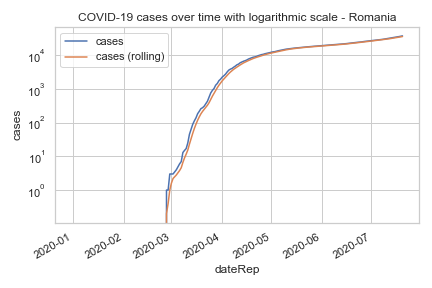 COVID-19 cases over time with logarithmic scale - Romania
cases
cases (rolling)
10⁴
10³
10²
10¹
10⁰
cases
2020-01
2020-02
2020-03
2020-04
2020-05
2020-06
2020-07
dateRep